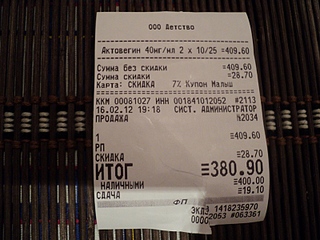 ООО Детство
Актовегин 40мг/мл 2 x 10/25 =409.60
Сумма без скидки =409.60
Сумма скидки =28.70
Карта: СКИДКА 7% Купон Малыш
ККМ 00081027 ИНН 001841012052 #2113
16.02.12 19:18 СИСТ. АДМИНИСТРАТОР
ПРОДАЖА №2034
1 ≡409.60
РП
СКИДКА ≡28.70
ИТОГ ≡380.90
НАЛИЧНЫМИ ≡400.00
СДАЧА ≡19.10
ФП
ЭКЛЗ 1418235970
00002053 #063361